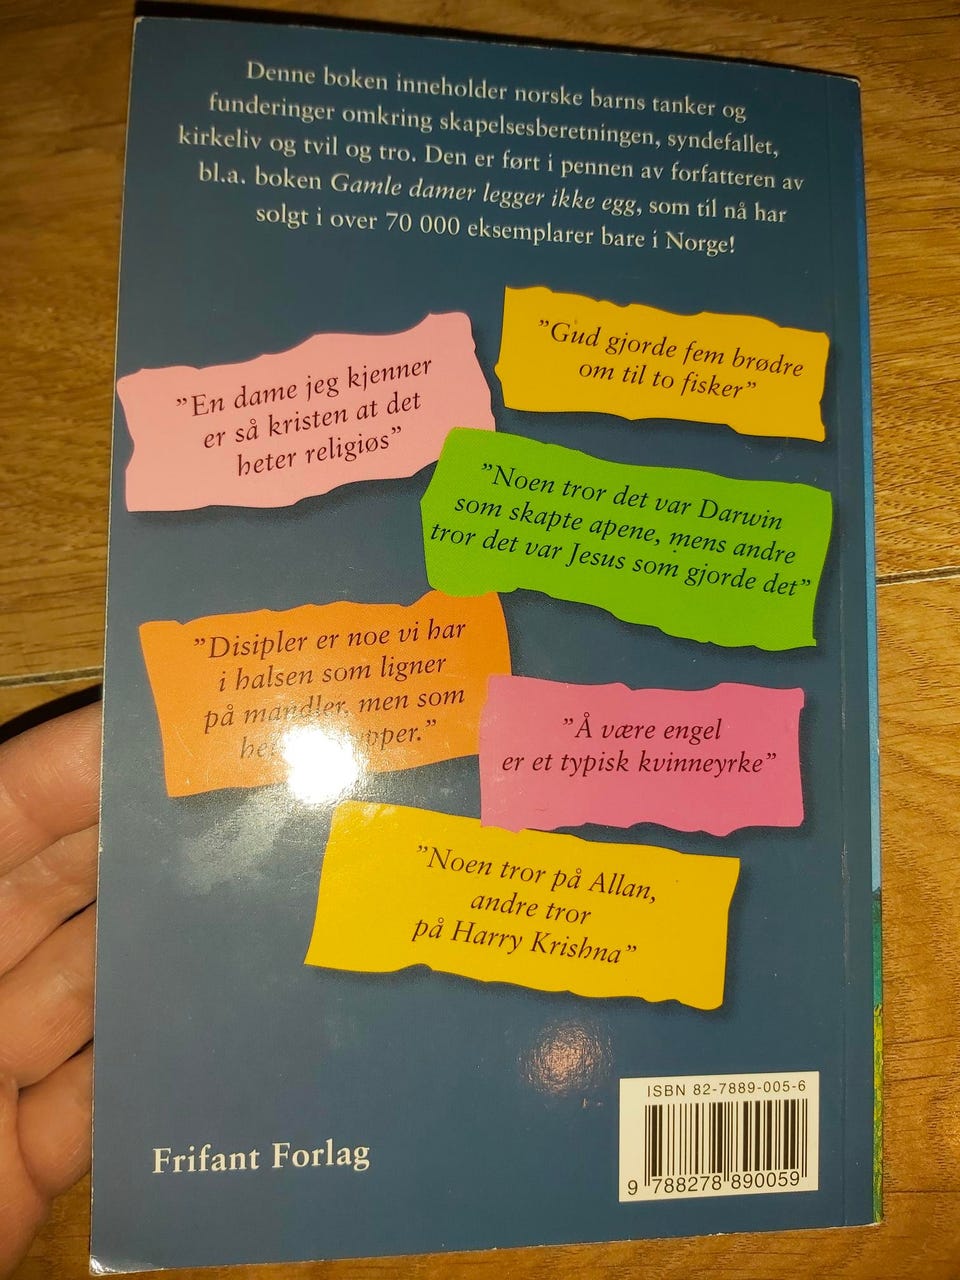 Denne boken inneholder norske barns tanker og
funderinger omkring skapelsesberetningen, syndefallet,
kirkeliv og tvil og tro. Den er ført i pennen av forfatteren av
bl.a. boken Gamle damer legger ikke egg, som til nå har
solgt i over 70 000 eksemplarer bare i Norge!
"Gud gjorde fem brødre
om til to fisker"
"En dame jeg kjenner
er så kristen at det
heter religiøs"
"Noen tror det var Darwin
som skapte apene, mens andre
tror det var Jesus som gjorde det"
"Disipler er noe vi har
i halsen som ligner
på mandler, men som
"Å være engel
er et typisk kvinneyrke"
"Noen tror på Allan,
andre tror
på Harry Krishna"
Frifant Forlag
ISBN 82-7889-005-6
9 788278 890059